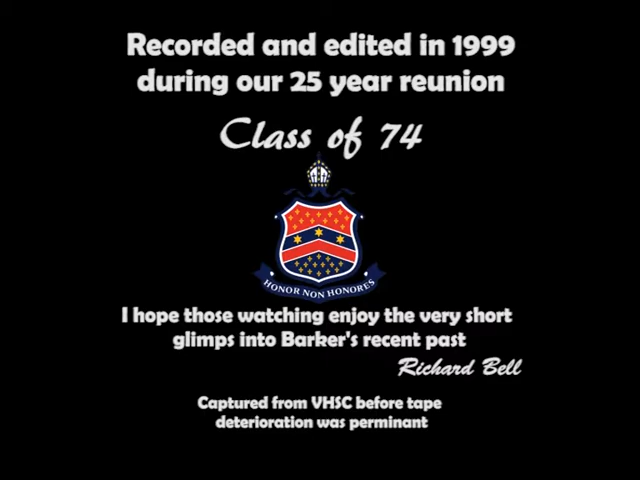 Recorded and edited in 1999
during our 25 year reunion
Class of 74
HONOR NON HONORES
I hope those watching enjoy the very short
glimps into Barker's recent past
Richard Bell
Captured from VHSC before tape
deterioration was perminant